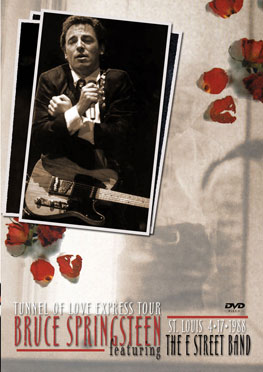 TUNNEL OF LOVE EXPRESS TOUR
DVD
BRUCE SPRINGSTEEN
ST. LOUIS 4-17-1988
featuring THE E STREET BAND